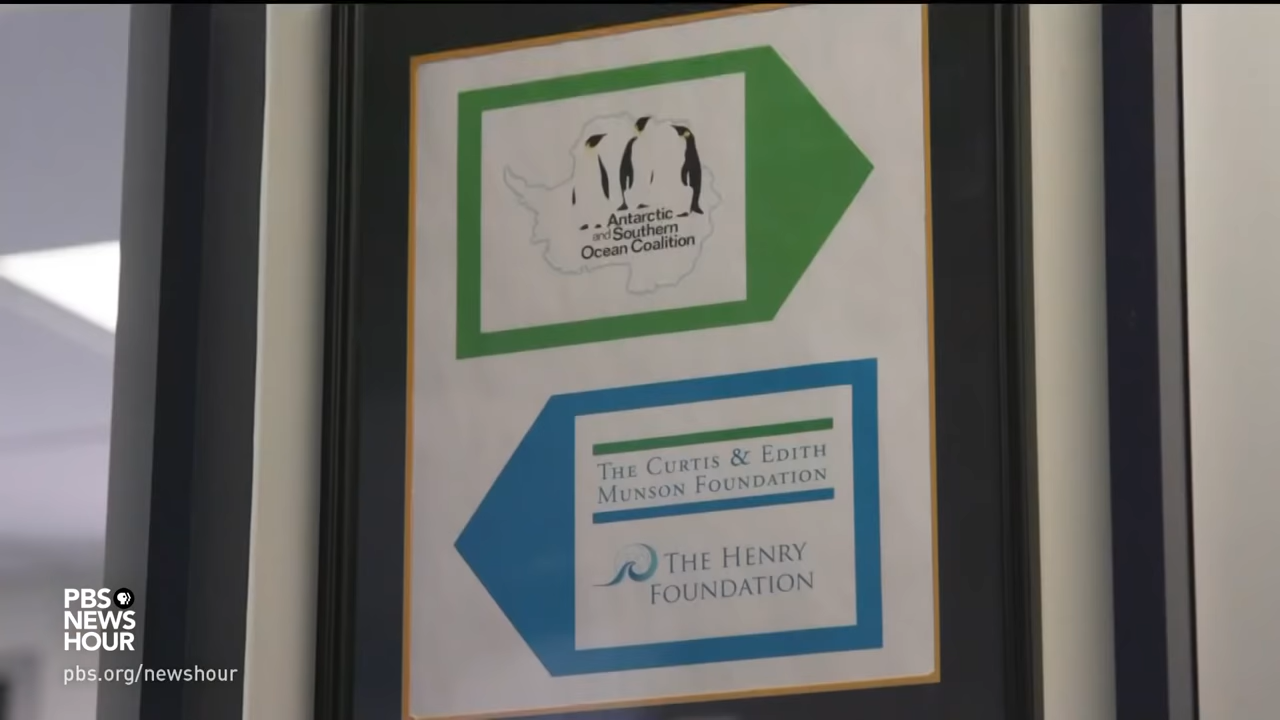 Antarctic
and Southern
Ocean Coalition
THE CURTIS & EDITH
MUNSON FOUNDATION
THE HENRY
FOUNDATION
PBS
NEWS
HOUR
pbs.org/newshour